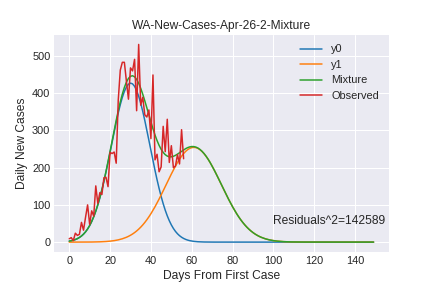 WA-New-Cases-Apr-26-2-Mixture
500
400
300
200
100
0
Daily New Cases
y0
y1
Mixture
Observed
Residuals^2=142589
0 20 40 60 80 100 120 140
Days From First Case